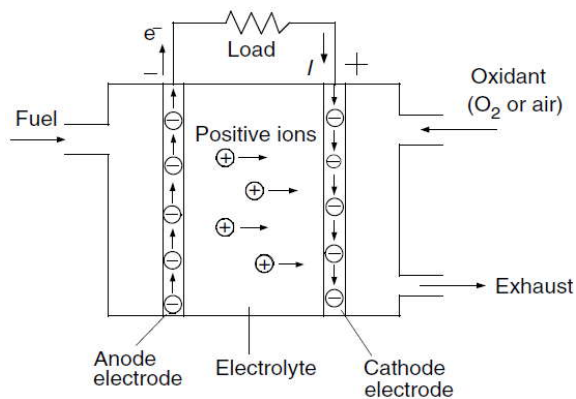 e−
Load
−
I
+
Oxidant
(O2 or air)
Fuel
Positive ions
Exhaust
Anode
electrode
Electrolyte
Cathode
electrode